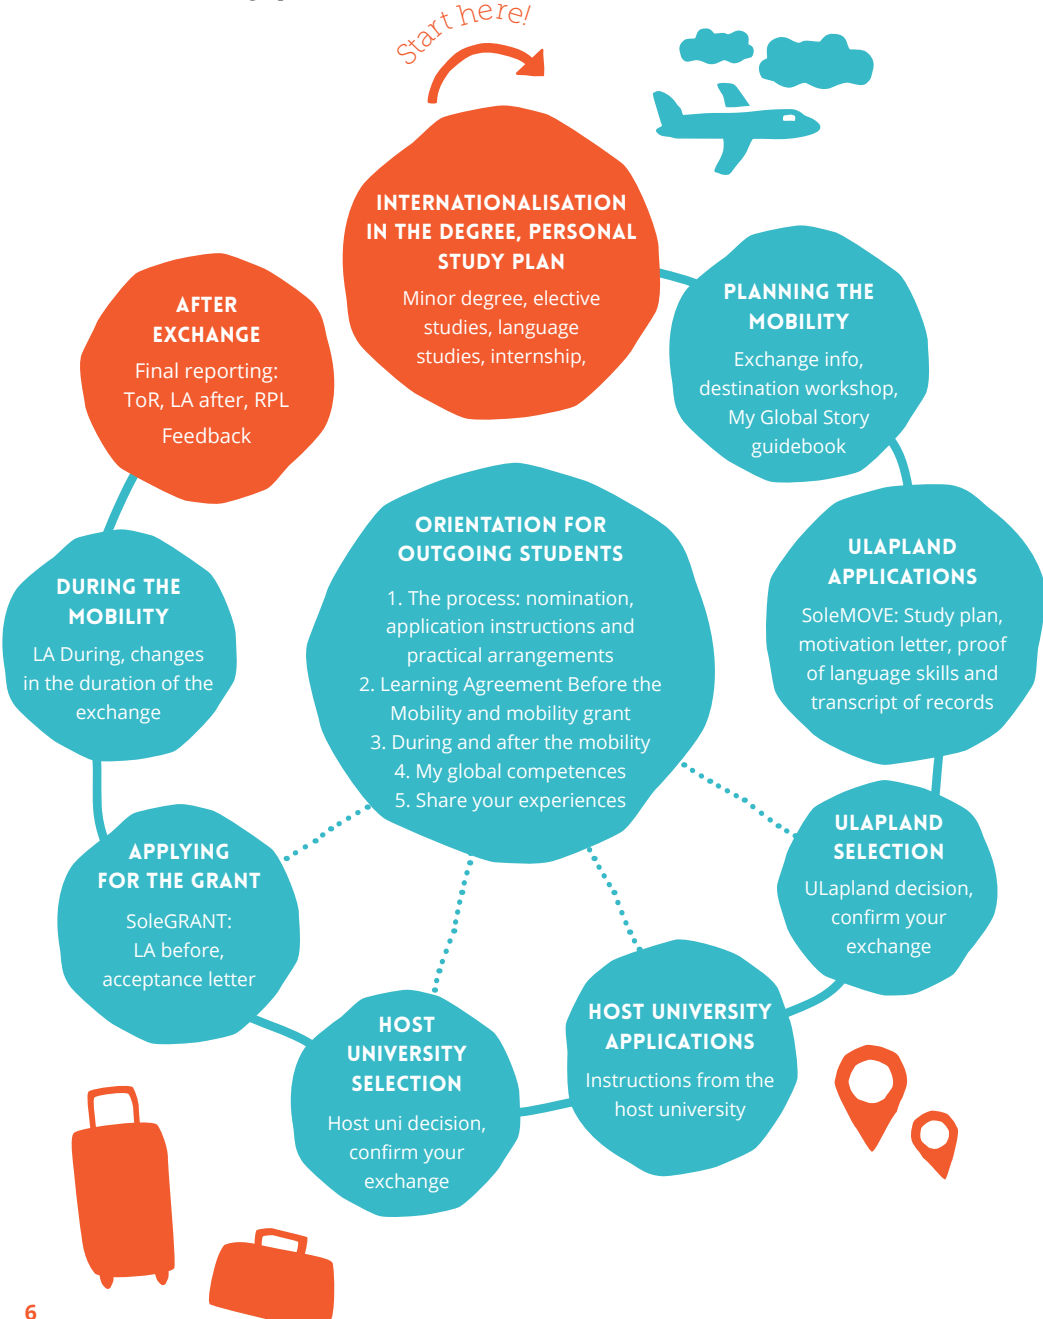 Start here!
INTERNATIONALISATION
IN THE DEGREE, PERSONAL
STUDY PLAN
Minor degree, elective
studies, language
studies, internship,
PLANNING THE
MOBILITY
Exchange info,
destination workshop,
My Global Story
guidebook
ULAPLAND
APPLICATIONS
SoleMOVE: Study plan,
motivation letter, proof
of language skills and
transcript of records
ULAPLAND
SELECTION
ULapland decision,
confirm your
exchange
HOST UNIVERSITY
APPLICATIONS
Instructions from the
host university
HOST
UNIVERSITY
SELECTION
Host uni decision,
confirm your
exchange
APPLYING
FOR THE GRANT
SoleGRANT:
LA before,
acceptance letter
DURING THE
MOBILITY
LA During, changes
in the duration of the
exchange
AFTER
EXCHANGE
Final reporting:
ToR, LA after, RPL
Feedback
ORIENTATION FOR
OUTGOING STUDENTS
1. The process: nomination,
application instructions and
practical arrangements
2. Learning Agreement Before the
Mobility and mobility grant
3. During and after the mobility
4. My global competences
5. Share your experiences
6